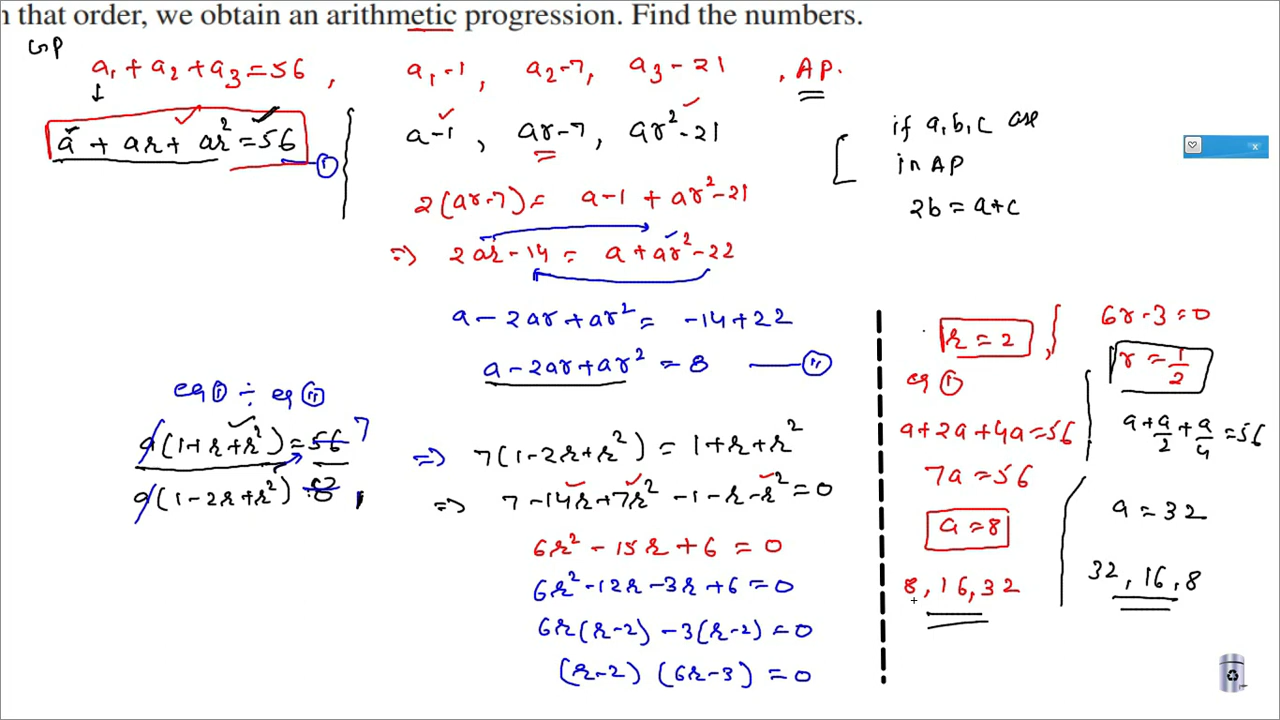 n that order, we obtain an arithmetic progression. Find the numbers.
GP
a₁ + a₂ + a₃ = 56 , a₁-1 , a₂-7, a₃-21 , AP.
a + ar + ar² = 56 (i)
a-1 , ar-7 , ar²-21
if a, b, c are
in AP
2b = a+c
2(ar-7) = a-1 + ar²-21
=> 2ar-14 = a+ar²-22
a - 2ar + ar² = -14+22
a - 2ar + ar² = 8 (ii)
eq (i) ÷ eq (ii)
a(1+r+r²) = 56 7
a(1-2r+r²) 8 1
=> 7(1-2r+r²) = 1+r+r²
=> 7-14r+7r² -1-r-r² = 0
6r² - 15r + 6 = 0
6r² - 12r - 3r + 6 = 0
6r(r-2) - 3(r-2) = 0
(r-2) (6r-3) = 0
r = 2 ,
eq (i)
a+2a+4a=56
7a = 56
a = 8
8, 16, 32
6r-3=0
r = 1/2
a + a/2 + a/4 = 56
a = 32
32, 16, 8